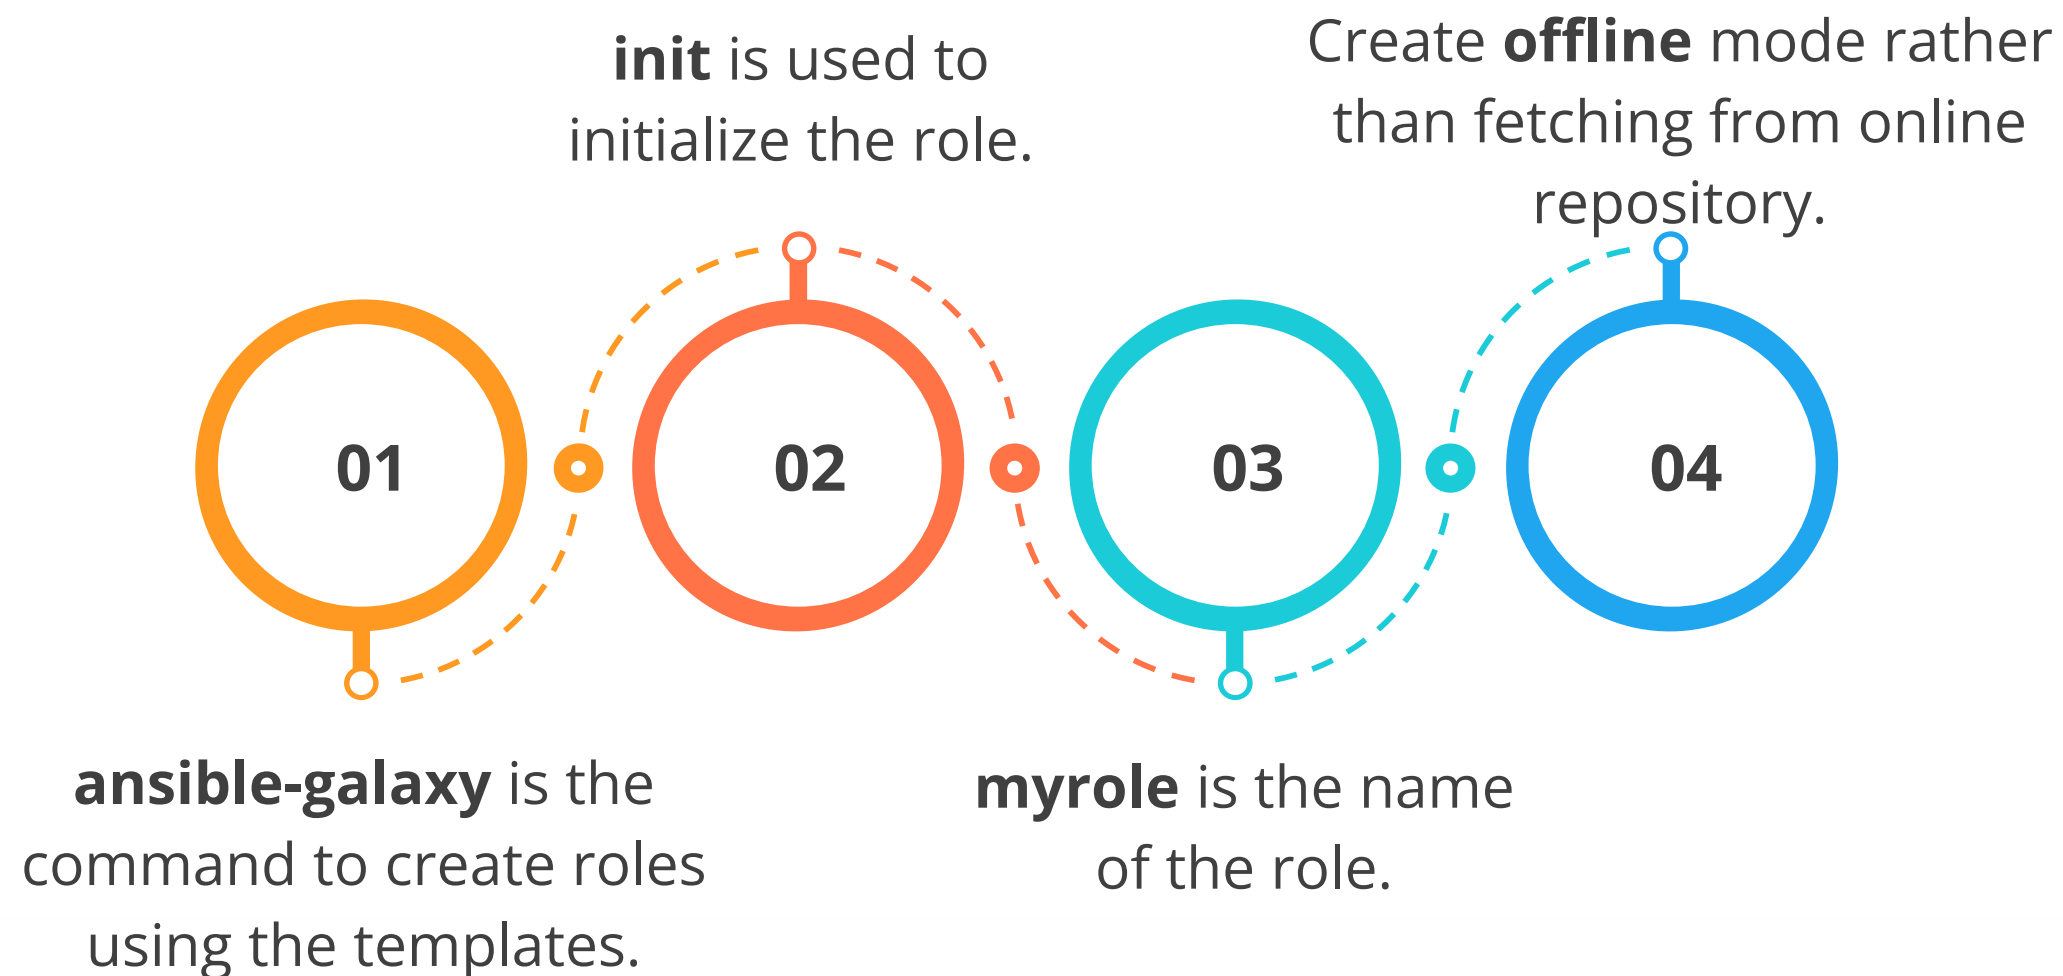 init is used to
initialize the role.
Create offline mode rather
than fetching from online
repository.
01
02
03
04
ansible-galaxy is the
command to create roles
using the templates.
myrole is the name
of the role.